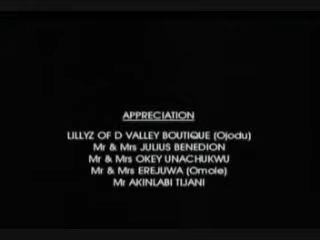 APPRECIATION
LILLYZ OF D VALLEY BOUTIQUE (Ojodu)
Mr & Mrs JULIUS BENEDION
Mr & Mrs OKEY UNACHUKWU
Mr & Mrs EREJUWA (Omole)
Mr AKINLABI TIJANI